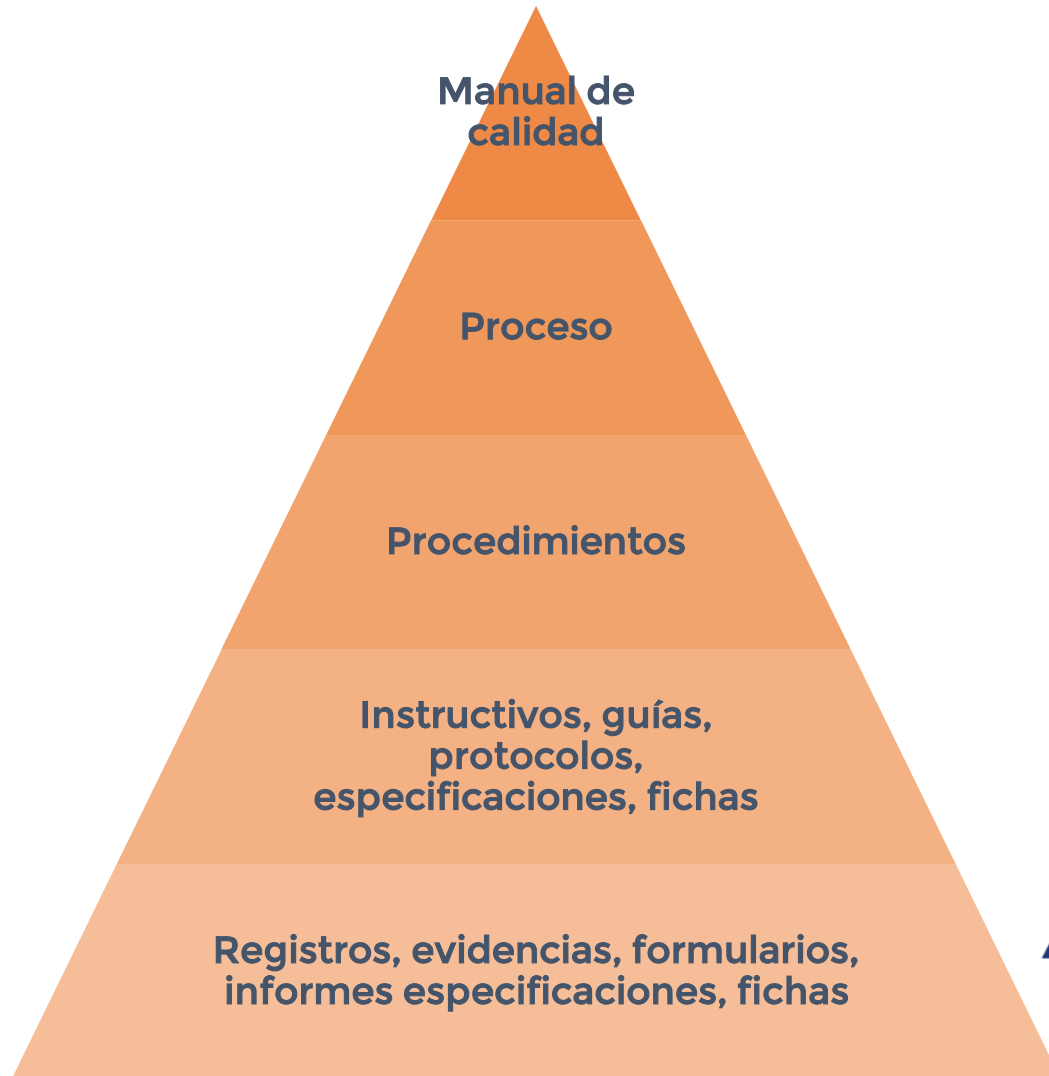 Manual de
calidad
Proceso
Procedimientos
Instructivos, guías,
protocolos,
especificaciones, fichas
Registros, evidencias, formularios,
informes especificaciones, fichas